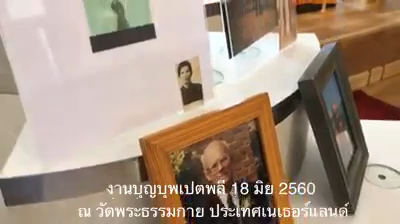 งานบุญบุพเปตพลี 18 มิย 2560
ณ วัดพระธรรมกาย ประเทศเนเธอร์แลนด์